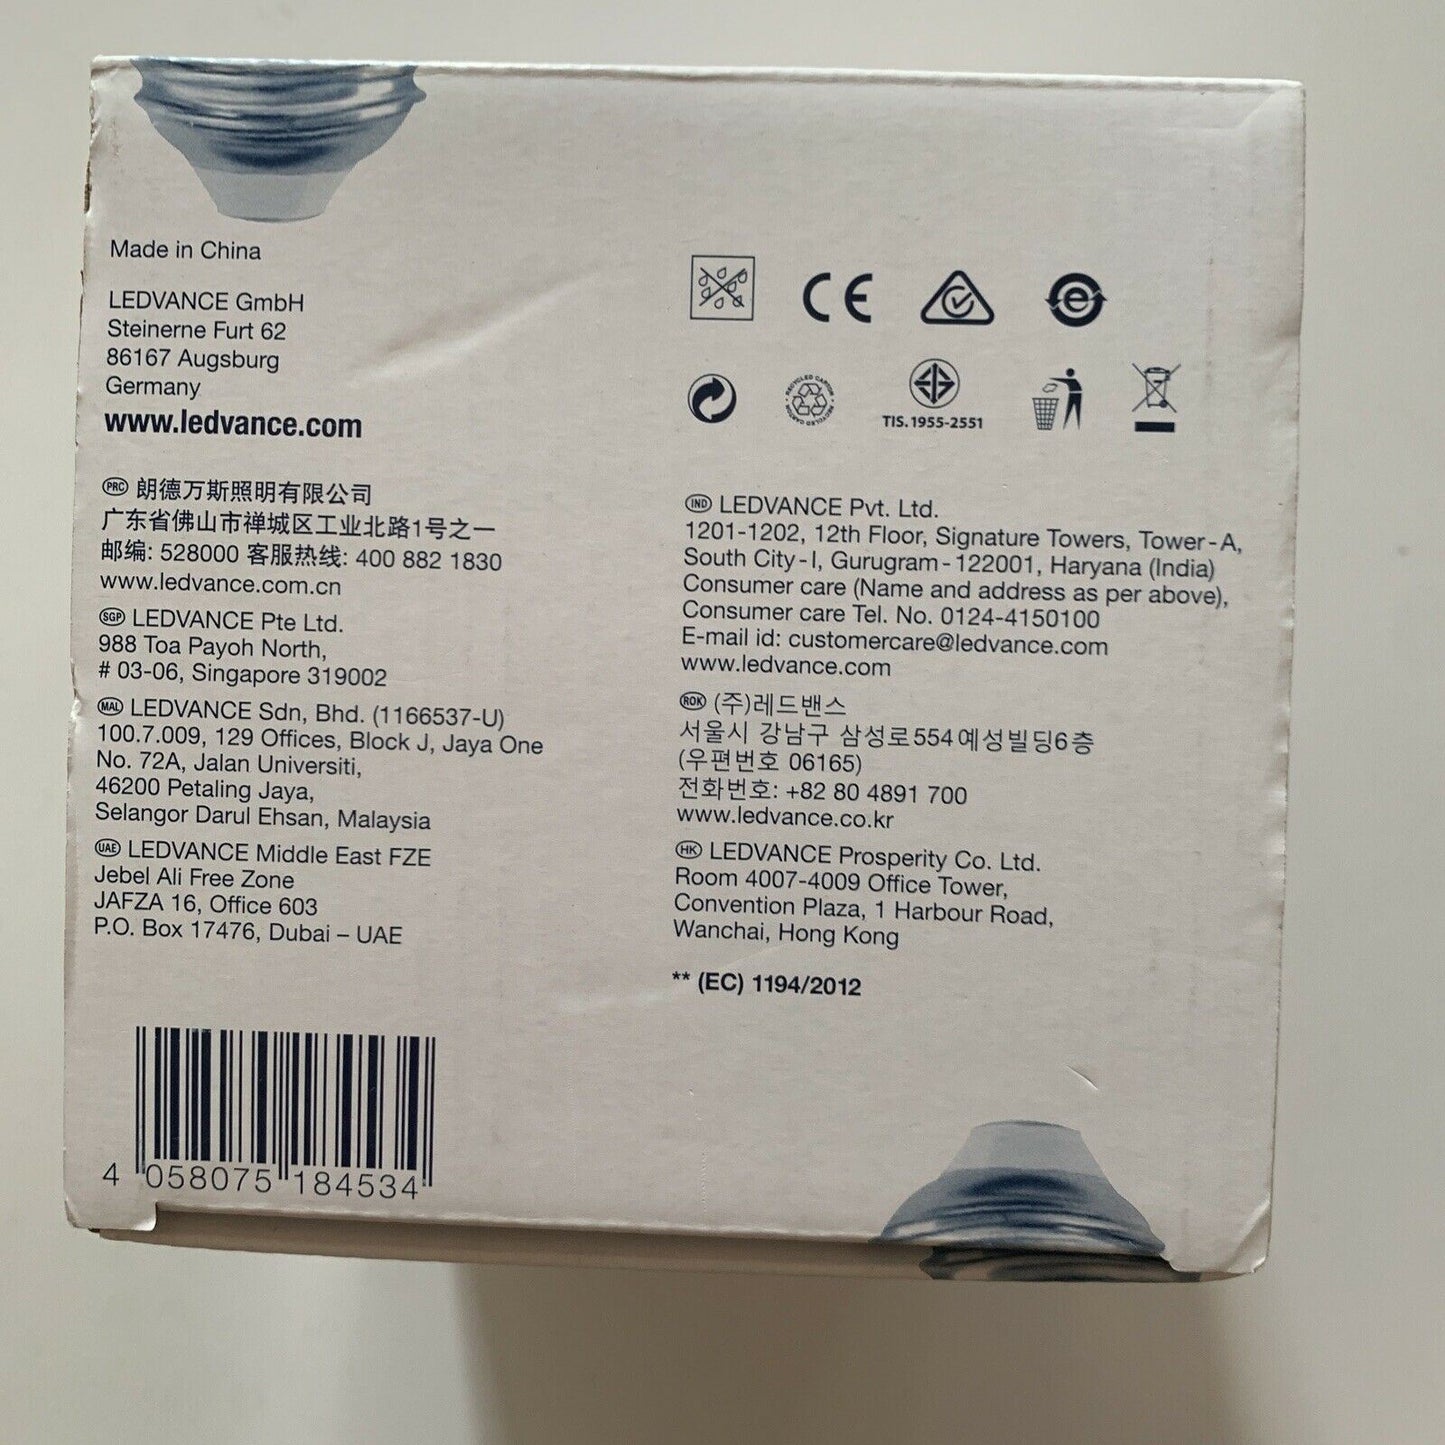 Made in China
LEDVANCE GmbH
Steinerne Furt 62
86167 Augsburg
Germany
www.ledvance.com
PRC 朗德万斯照明有限公司
广东省佛山市禅城区工业北路1号之一
邮编: 528000 客服热线: 400 882 1830
www.ledvance.com.cn
SGP LEDVANCE Pte Ltd.
988 Toa Payoh North,
# 03-06, Singapore 319002
MAL LEDVANCE Sdn, Bhd. (1166537-U)
100.7.009, 129 Offices, Block J, Jaya One
No. 72A, Jalan Universiti,
46200 Petaling Jaya,
Selangor Darul Ehsan, Malaysia
UAE LEDVANCE Middle East FZE
Jebel Ali Free Zone
JAFZA 16, Office 603
P.O. Box 17476, Dubai – UAE
4 058075 184534
CE
e
RECYCLED CARTON • RECYCLED CARTON
TIS.1955-2551
IND LEDVANCE Pvt. Ltd.
1201-1202, 12th Floor, Signature Towers, Tower-A,
South City-I, Gurugram-122001, Haryana (India)
Consumer care (Name and address as per above),
Consumer care Tel. No. 0124-4150100
E-mail id: customercare@ledvance.com
www.ledvance.com
ROK (주)레드밴스
서울시 강남구 삼성로554예성빌딩6층
(우편번호 06165)
전화번호: +82 80 4891 700
www.ledvance.co.kr
HK LEDVANCE Prosperity Co. Ltd.
Room 4007-4009 Office Tower,
Convention Plaza, 1 Harbour Road,
Wanchai, Hong Kong
** (EC) 1194/2012